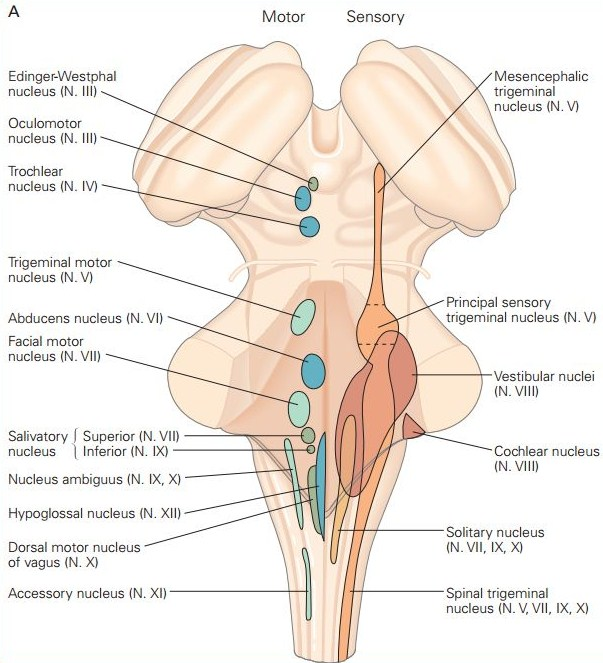 A
Motor
Sensory
Edinger-Westphal
nucleus (N. III)
Oculomotor
nucleus (N. III)
Trochlear
nucleus (N. IV)
Trigeminal motor
nucleus (N. V)
Abducens nucleus (N. VI)
Facial motor
nucleus (N. VII)
Salivatory
nucleus
Superior (N. VII)
Inferior (N. IX)
Nucleus ambiguus (N. IX, X)
Hypoglossal nucleus (N. XII)
Dorsal motor nucleus
of vagus (N. X)
Accessory nucleus (N. XI)
Mesencephalic
trigeminal
nucleus (N. V)
Principal sensory
trigeminal nucleus (N. V)
Vestibular nuclei
(N. VIII)
Cochlear nucleus
(N. VIII)
Solitary nucleus
(N. VII, IX, X)
Spinal trigeminal
nucleus (N. V, VII, IX, X)